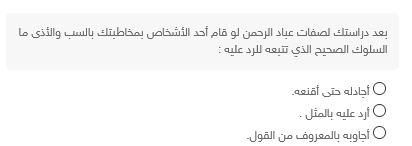 بعد دراستك لصفات عباد الرحمن لو قام أحد الأشخاص بمخاطبتك بالسب والأذى ما
السلوك الصحيح الذي تتبعه للرد عليه :
أجادله حتى أقنعه.
أرد عليه بالمثل .
أجاوبه بالمعروف من القول.